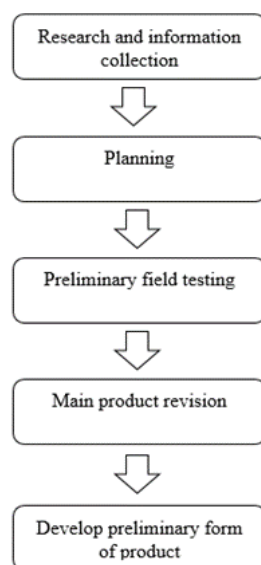 Research and information
collection
Planning
Preliminary field testing
Main product revision
Develop preliminary form
of product